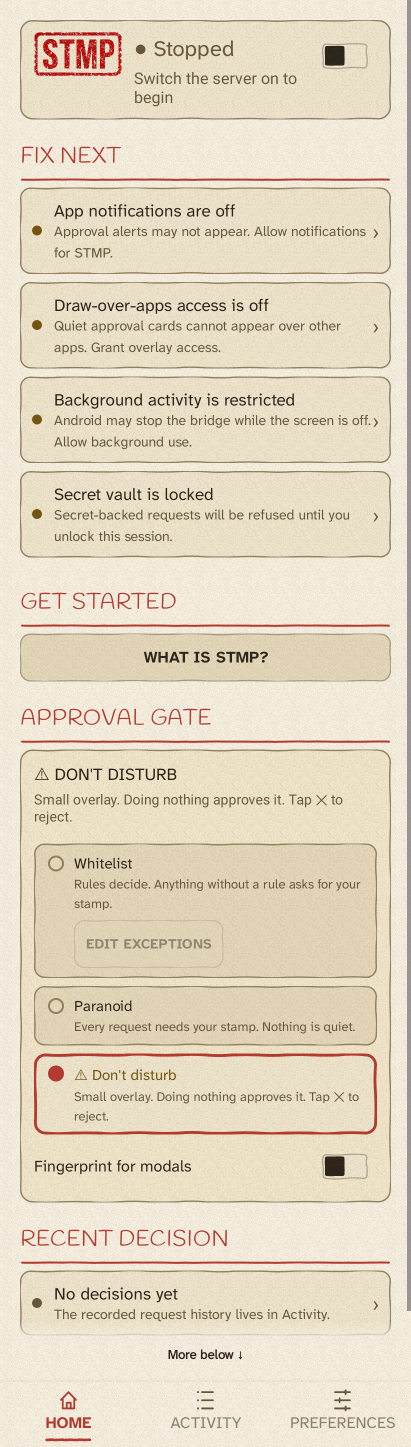 STMP
● Stopped
Switch the server on to
begin
FIX NEXT
App notifications are off
Approval alerts may not appear. Allow notifications
for STMP.
Draw-over-apps access is off
Quiet approval cards cannot appear over other
apps. Grant overlay access.
Background activity is restricted
Android may stop the bridge while the screen is off.
Allow background use.
Secret vault is locked
Secret-backed requests will be refused until you
unlock this session.
GET STARTED
WHAT IS STMP?
APPROVAL GATE
⚠ DON'T DISTURB
Small overlay. Doing nothing approves it. Tap ✕ to
reject.
Whitelist
Rules decide. Anything without a rule asks for your
stamp.
EDIT EXCEPTIONS
Paranoid
Every request needs your stamp. Nothing is quiet.
⚠ Don't disturb
Small overlay. Doing nothing approves it. Tap ✕ to
reject.
Fingerprint for modals
RECENT DECISION
No decisions yet
The recorded request history lives in Activity.
More below ↓
HOME
ACTIVITY
PREFERENCES